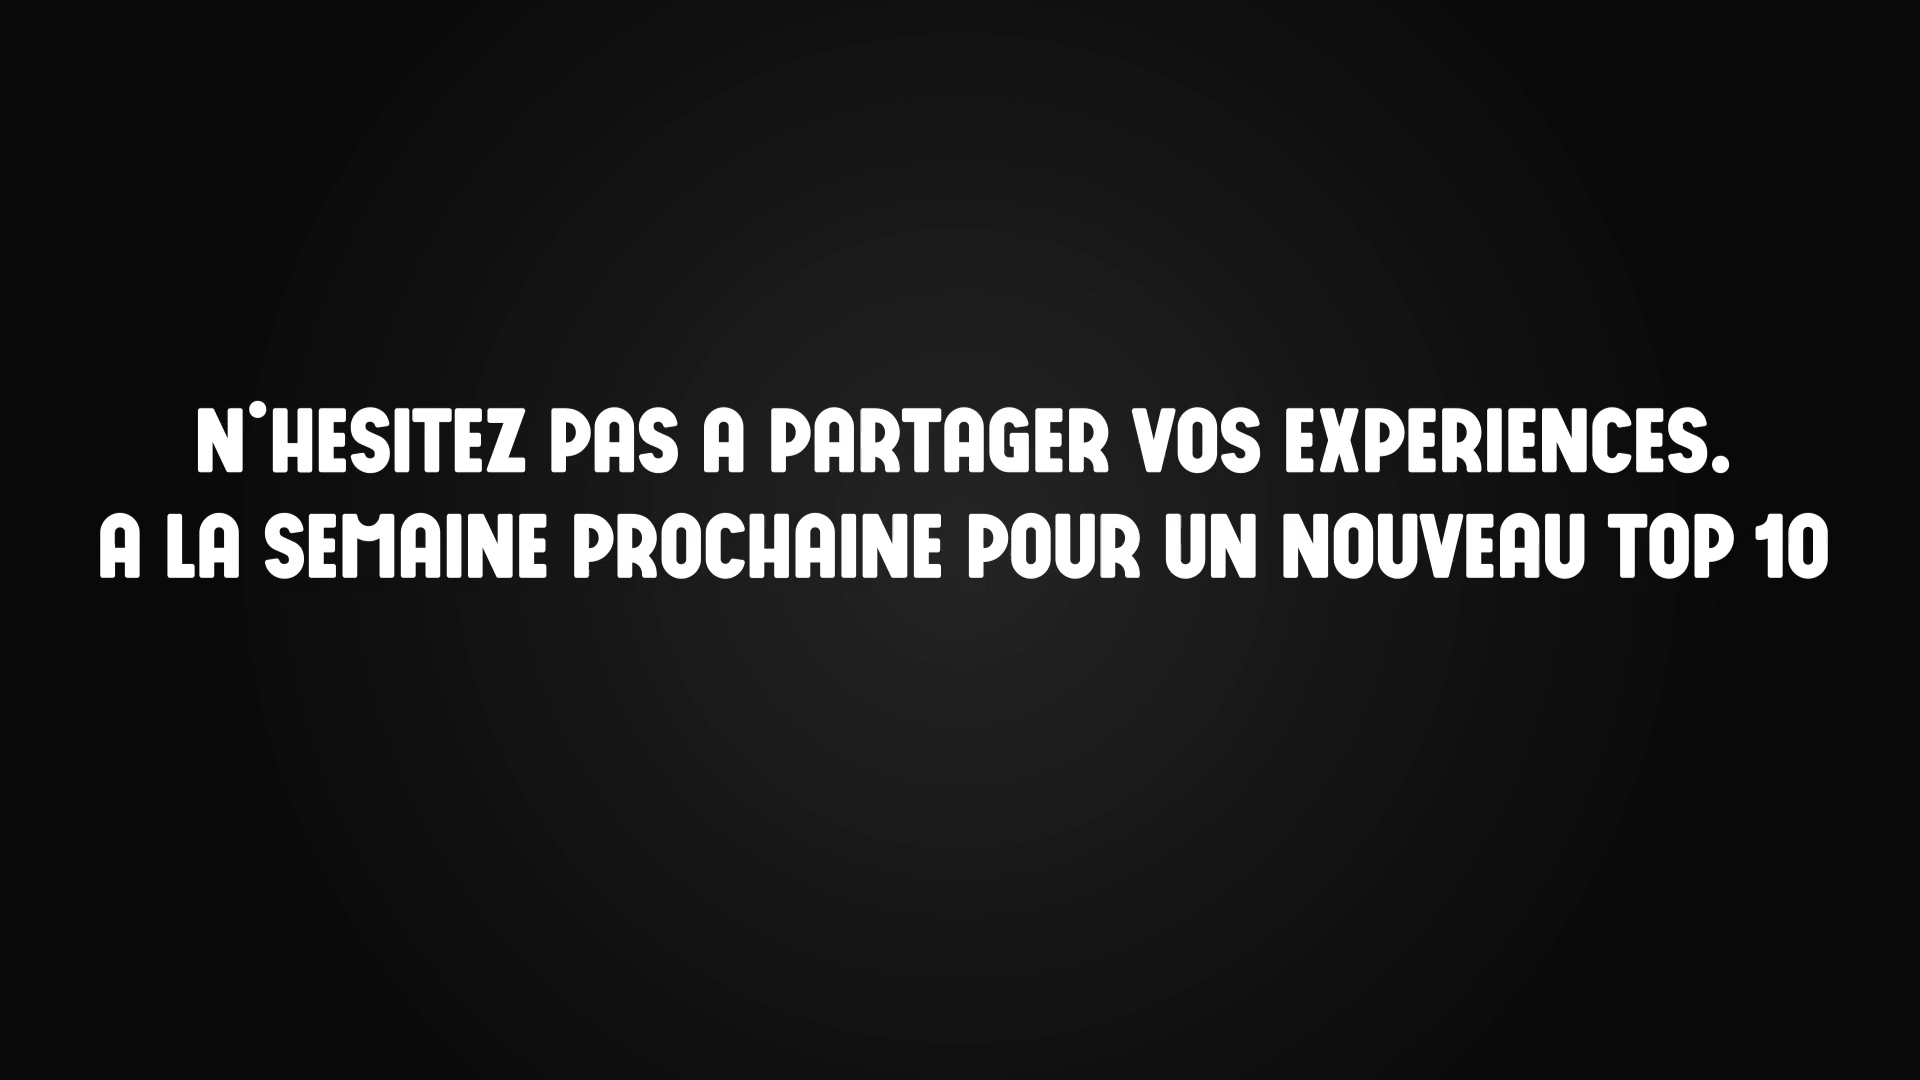 N'HESITEZ PAS A PARTAGER VOS EXPERIENCES.
A LA SEMAINE PROCHAINE POUR UN NOUVEAU TOP 10